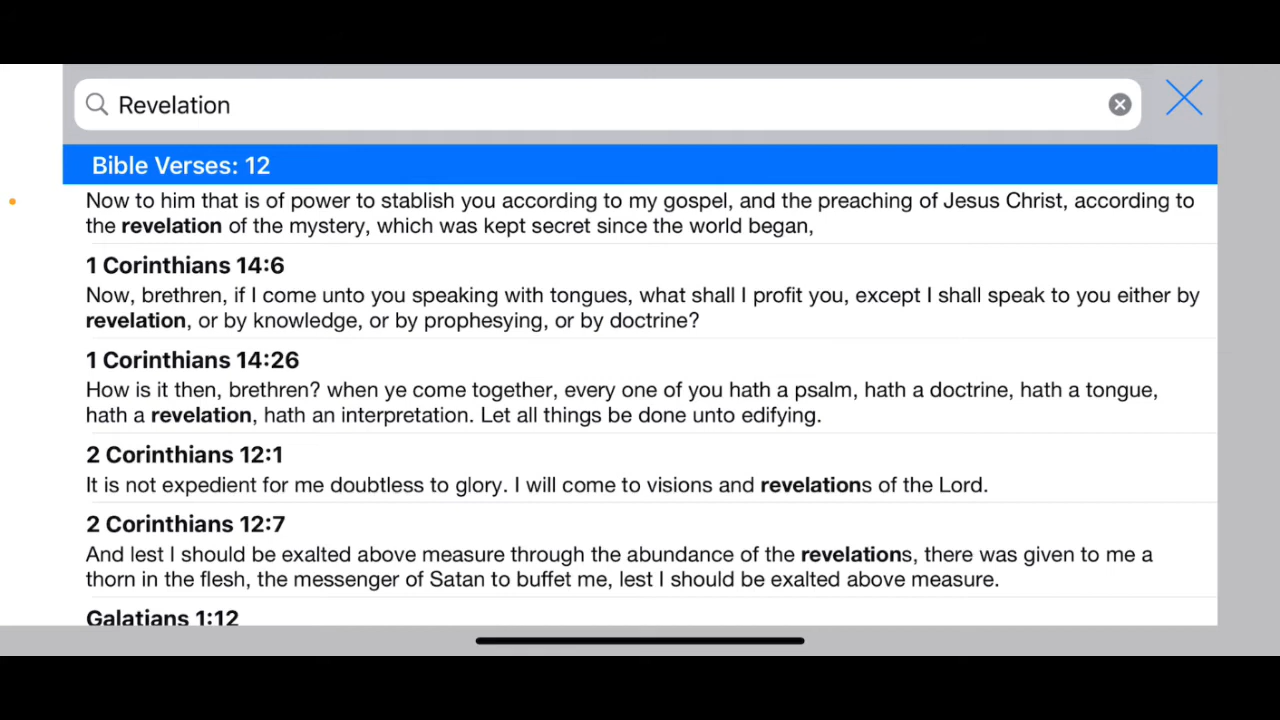 Revelation
Bible Verses: 12
Now to him that is of power to stablish you according to my gospel, and the preaching of Jesus Christ, according to
the revelation of the mystery, which was kept secret since the world began,
1 Corinthians 14:6
Now, brethren, if I come unto you speaking with tongues, what shall I profit you, except I shall speak to you either by
revelation, or by knowledge, or by prophesying, or by doctrine?
1 Corinthians 14:26
How is it then, brethren? when ye come together, every one of you hath a psalm, hath a doctrine, hath a tongue,
hath a revelation, hath an interpretation. Let all things be done unto edifying.
2 Corinthians 12:1
It is not expedient for me doubtless to glory. I will come to visions and revelations of the Lord.
2 Corinthians 12:7
And lest I should be exalted above measure through the abundance of the revelations, there was given to me a
thorn in the flesh, the messenger of Satan to buffet me, lest I should be exalted above measure.
Galatians 1:12